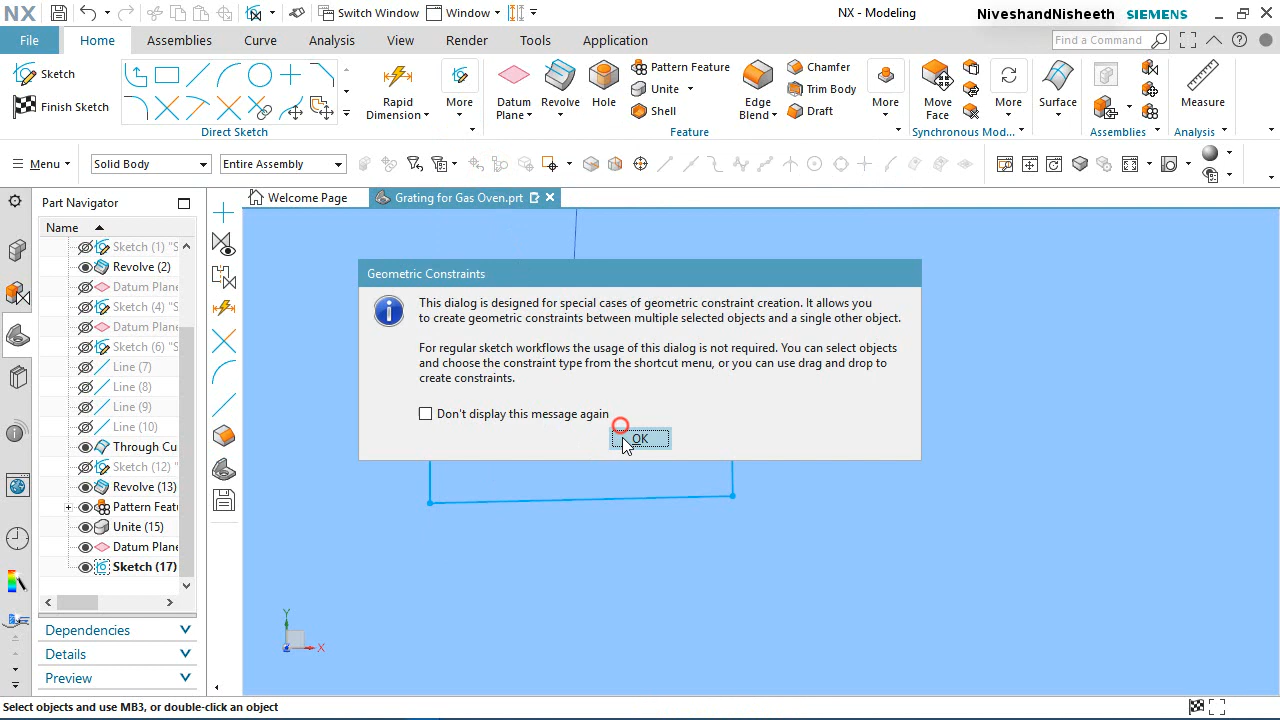 NX
Switch Window
Window
NX - Modeling
NiveshandNisheeth
SIEMENS
File
Home
Assemblies
Curve
Analysis
View
Render
Tools
Application
Find a Command
Sketch
Finish Sketch
Direct Sketch
Rapid
Dimension
More
Datum
Plane
Revolve
Hole
Pattern Feature
Unite
Shell
Edge
Blend
Chamfer
Trim Body
Draft
More
Feature
Move
Face
More
Synchronous Mod...
Surface
Assemblies
Measure
Analysis
Menu
Solid Body
Entire Assembly
Part Navigator
Name
Sketch (1) "S
Revolve (2)
Datum Plane
Sketch (4) "S
Datum Plane
Sketch (6) "S
Line (7)
Line (8)
Line (9)
Line (10)
Through Cu
Sketch (12) "S
Revolve (13)
Pattern Featu
Unite (15)
Datum Plane
Sketch (17)
Dependencies
Details
Preview
Welcome Page
Grating for Gas Oven.prt
Geometric Constraints
This dialog is designed for special cases of geometric constraint creation. It allows you
to create geometric constraints between multiple selected objects and a single other object.
For regular sketch workflows the usage of this dialog is not required. You can select objects
and choose the constraint type from the shortcut menu, or you can use drag and drop to
create constraints.
Don't display this message again
OK
Y
Z
X
Select objects and use MB3, or double-click an object